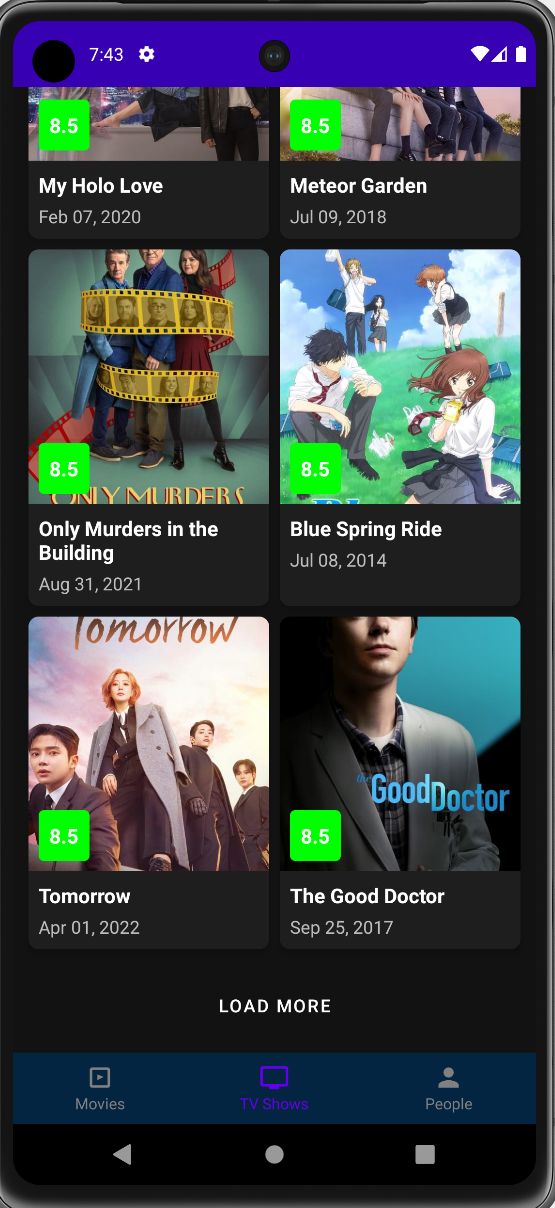 7:43
8.5
8.5
My Holo Love
Meteor Garden
Feb 07, 2020
Jul 09, 2018
8.5
8.5
ONLY MURDERS
Only Murders in the
Building
Blue Spring Ride
Aug 31, 2021
Jul 08, 2014
Tomorrow
the GoodDoctor
8.5
8.5
Tomorrow
The Good Doctor
Apr 01, 2022
Sep 25, 2017
LOAD MORE
Movies
TV Shows
People